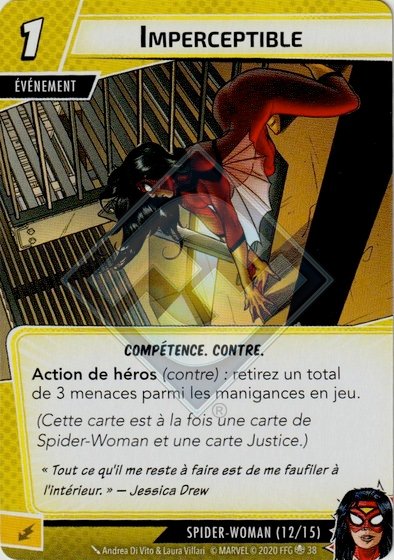 1
IMPERCEPTIBLE
ÉVÉNEMENT
COMPÉTENCE. CONTRE.
Action de héros (contre) : retirez un total
de 3 menaces parmi les manigances en jeu.
(Cette carte est à la fois une carte de
Spider-Woman et une carte Justice.)
« Tout ce qu'il me reste à faire est de me faufiler à
l'intérieur. » — Jessica Drew
SPIDER-WOMAN (12/15)
Andrea Di Vito & Laura Villari © MARVEL © 2020 FFG 38
®